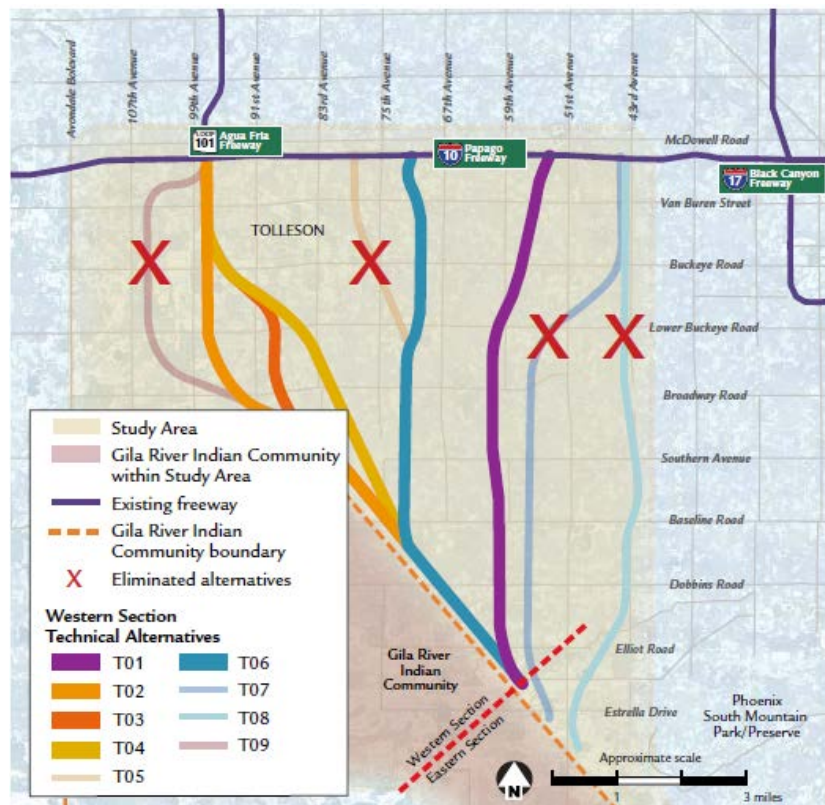 Avondale Boulevard
107th Avenue
99th Avenue
91st Avenue
83rd Avenue
75th Avenue
67th Avenue
59th Avenue
51st Avenue
43rd Avenue
LOOP
101
Agua Fria
Freeway
10
Papago
Freeway
McDowell Road
17
Black Canyon
Freeway
Van Buren Street
TOLLESON
X
X
Buckeye Road
X
X
Lower Buckeye Road
Broadway Road
Southern Avenue
Baseline Road
Dobbins Road
Elliot Road
Estrella Drive
Study Area
Gila River Indian Community
within Study Area
Existing freeway
Gila River Indian
Community boundary
X
Eliminated alternatives
Western Section
Technical Alternatives
T01
T02
T03
T04
T05
T06
T07
T08
T09
Gila River
Indian
Community
Western Section
Eastern Section
Phoenix
South Mountain
Park/Preserve
N
Approximate scale
1
3 miles